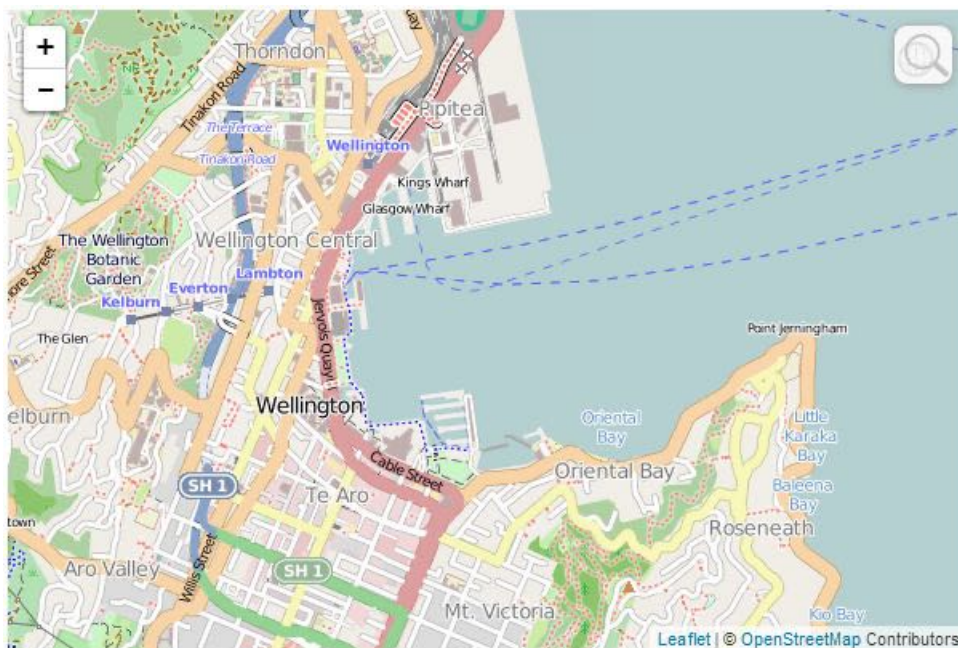 +
−
Thorndon
Quay
Tinakori Road
Pipitea
The Terrace
Tinakori Road
Wellington
Kings Wharf
Glasgow Wharf
Wellington Central
The Wellington
Botanic
Garden
more Street
Lambton
Everton
Kelburn
Jervois Quay
The Glen
Point Jerningham
elburn
Wellington
Oriental
Bay
Little
Karaka
Bay
Cable Street
Oriental Bay
SH 1
Te Aro
Baleena
Bay
town
Roseneath
Aro Valley
Willis Street
SH 1
Mt. Victoria
Kio Bay
Leaflet | © OpenStreetMap Contributors